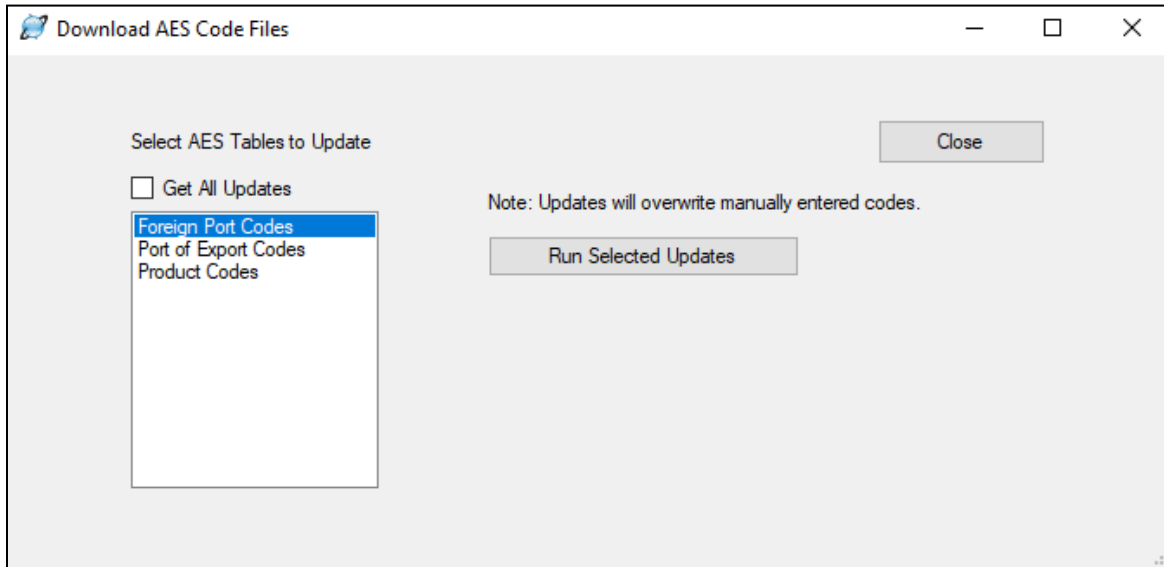 Download AES Code Files
Select AES Tables to Update
Close
Get All Updates
Note: Updates will overwrite manually entered codes.
Foreign Port Codes
Port of Export Codes
Run Selected Updates
Product Codes